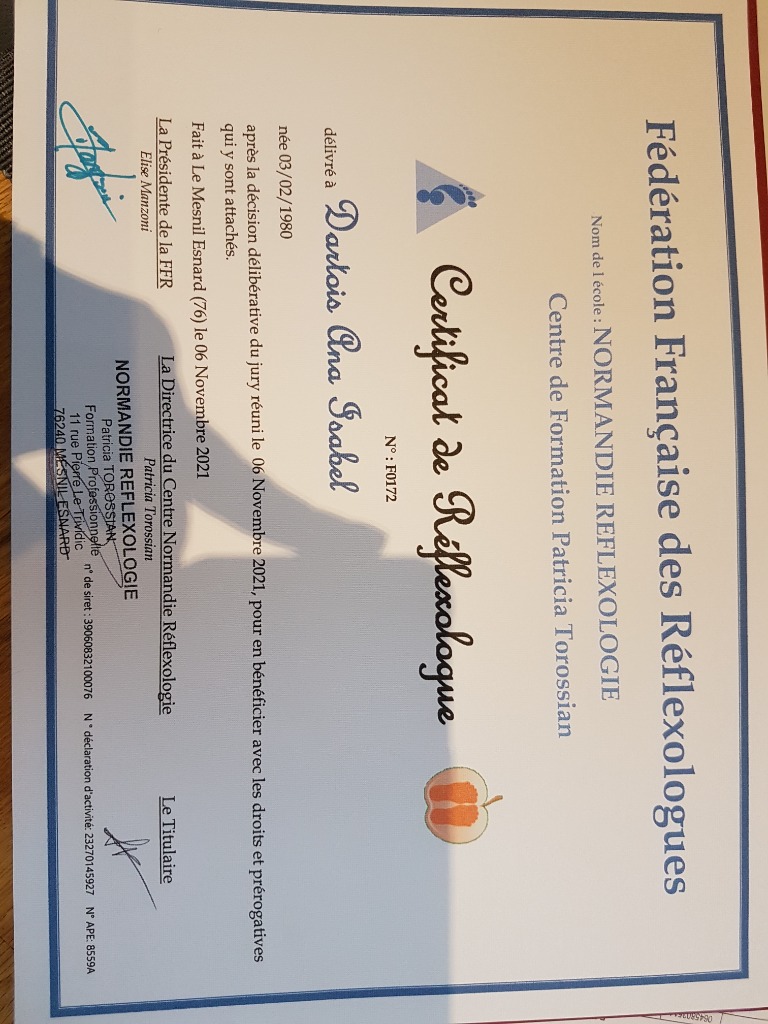 Fédération Française des Réflexologues
Nom de l école : NORMANDIE REFLEXOLOGIE
Centre de Formation Patricia Torossian
Certificat de Réflexologue
N° : F0172
délivré à Dartois Ana Isabel
née 03/02/1980
après la décision délibérative du jury réuni le 06 Novembre 2021, pour en bénéficier avec les droits et prérogatives
qui y sont attachés.
Fait à Le Mesnil Esnard (76) le 06 Novembre 2021
La Présidente de la FFR
Elise Manzoni
La Directrice du Centre Normandie Réflexologie
Patricia Torossian
Le Titulaire
NORMANDIE REFLEXOLOGIE
Patricia TOROSSIAN
Formation Professionnelle
11 rue Pierre Le Trividic
76240 MESNIL-ESNARD
n° de siret : 39060832100076 N° déclaration d'activité: 23270145927 N° APE: 8559A